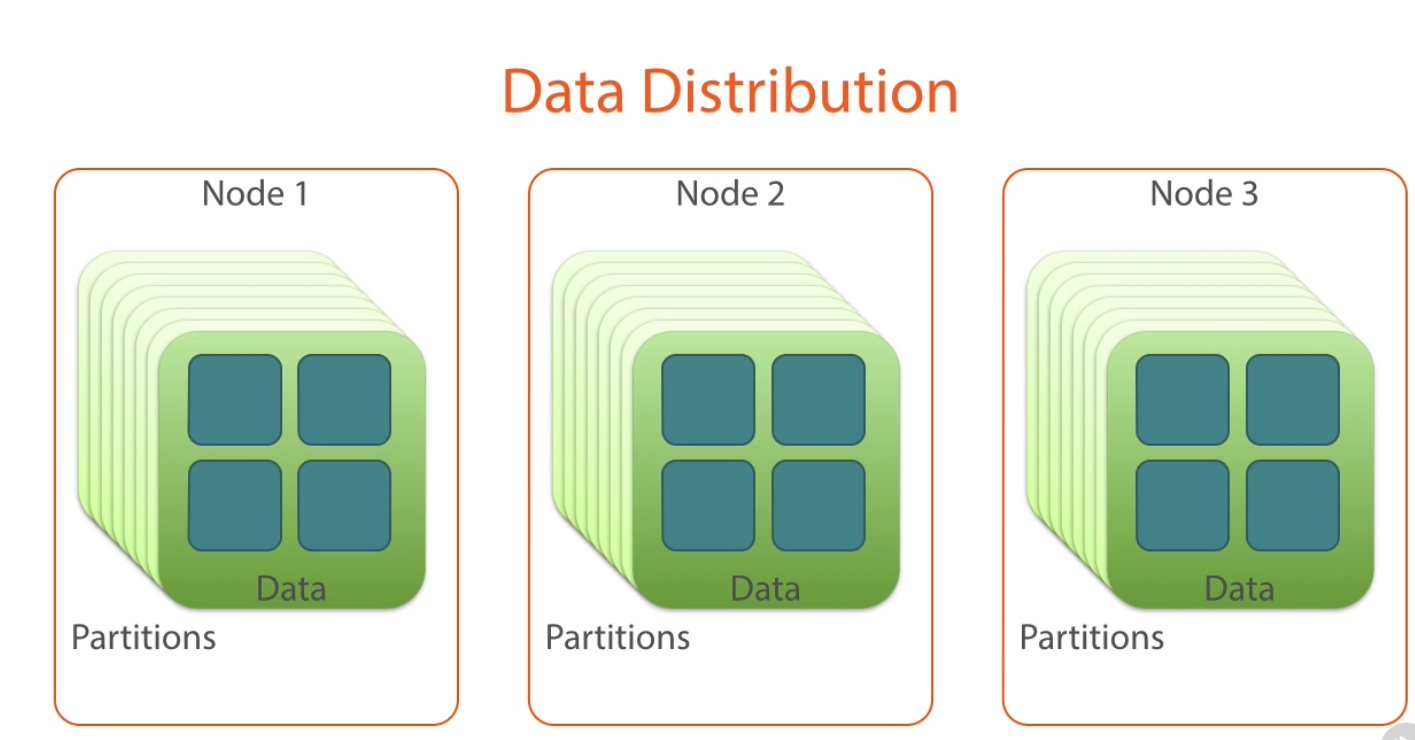 Data Distribution
Node 1
Data
Partitions
Node 2
Data
Partitions
Node 3
Data
Partitions